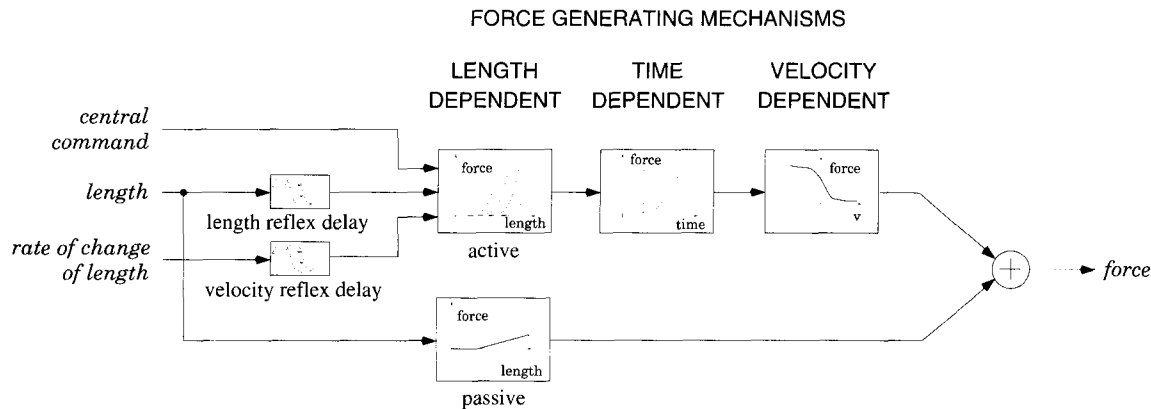 FORCE GENERATING MECHANISMS
LENGTH
DEPENDENT
TIME
DEPENDENT
VELOCITY
DEPENDENT
central
command
length
rate of change
of length
length reflex delay
velocity reflex delay
force
length
active
force
time
force
v
force
length
passive
+
force